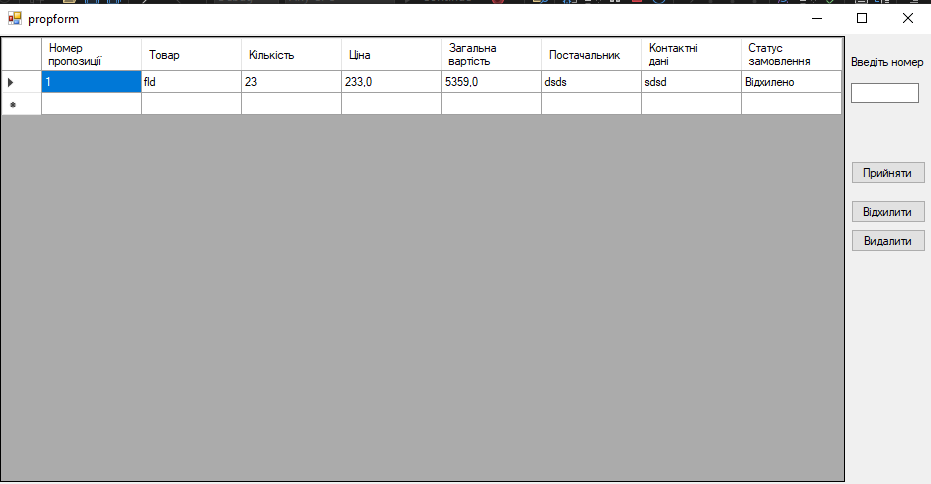 propform
Номер пропозиції Товар Кількість Ціна Загальна вартість Постачальник Контактні дані Статус замовлення
1 fld 23 233,0 5359,0 dsds sdsd Відхилено
Введіть номер
Прийняти
Відхилити
Видалити